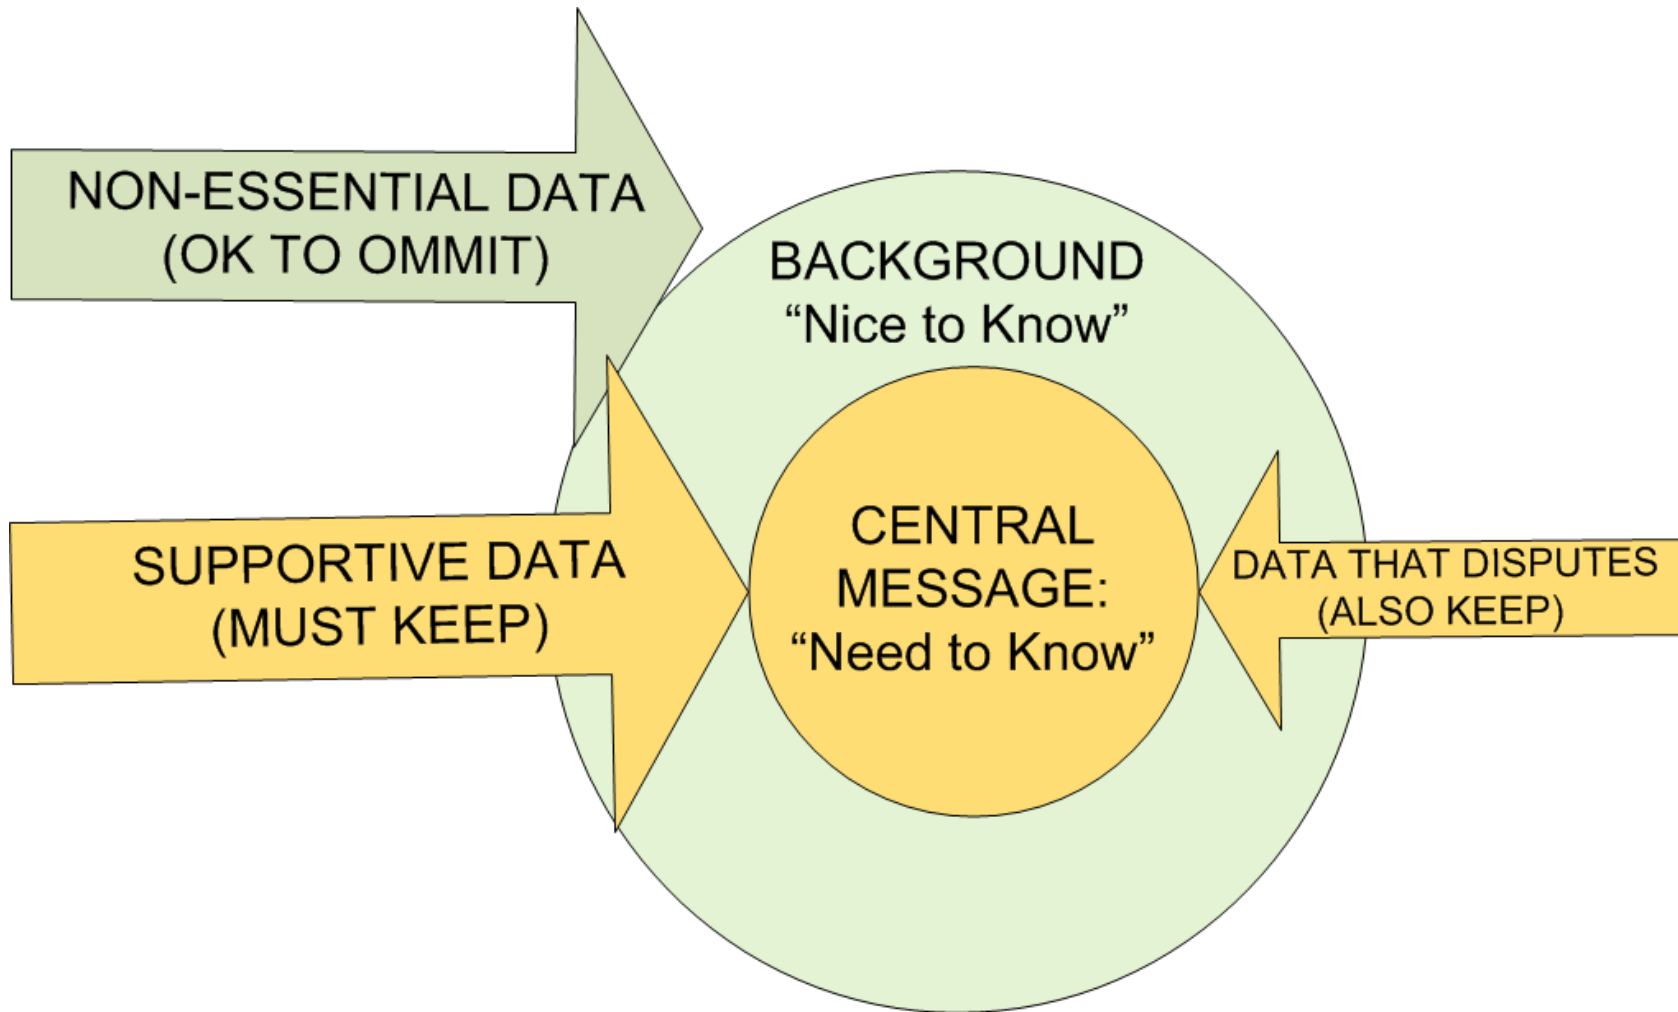 NON-ESSENTIAL DATA
(OK TO OMMIT)
BACKGROUND
“Nice to Know”
SUPPORTIVE DATA
(MUST KEEP)
CENTRAL
MESSAGE:
“Need to Know”
DATA THAT DISPUTES
(ALSO KEEP)